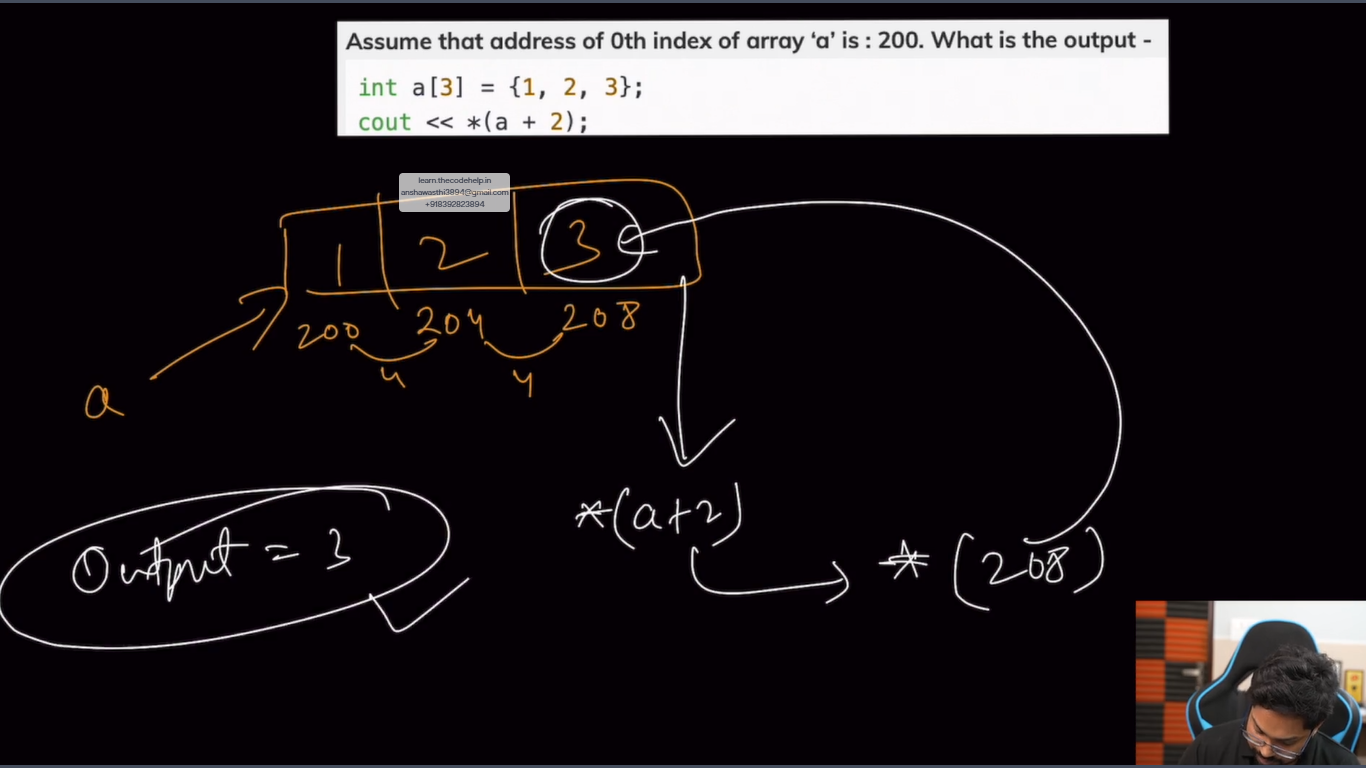 Assume that address of 0th index of array ‘a’ is : 200. What is the output -
int a[3] = {1, 2, 3};
cout << *(a + 2);
learn.thecodehelp.in
anshawasthi3894@gmail.com
+918392823894
1 2 3
200 204 208
4 4
a
*(a+2)
Output = 3
*(208)